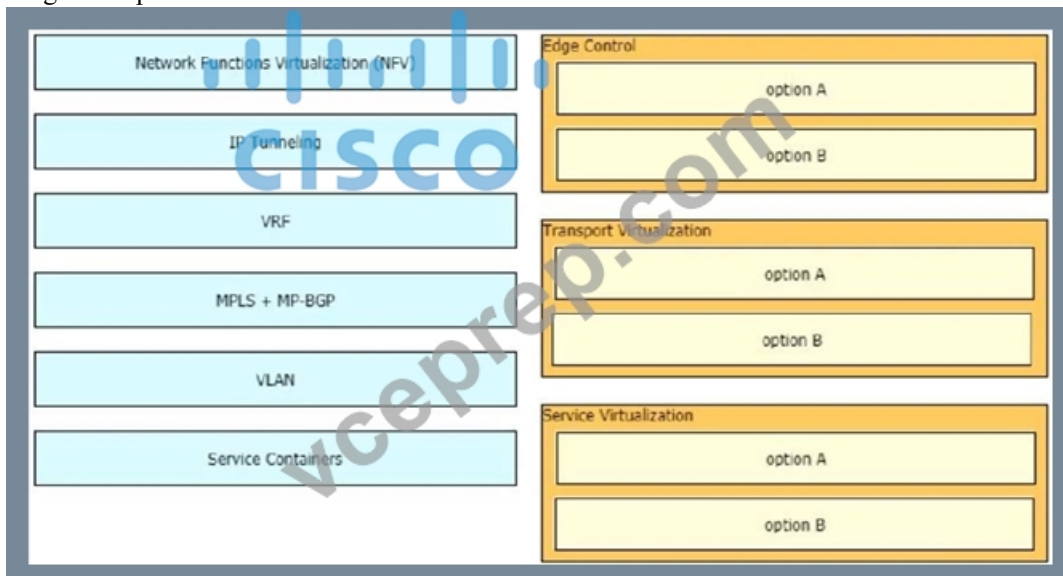 Network Functions Virtualization (NFV)
IP Tunneling
VRF
MPLS + MP-BGP
VLAN
Service Containers
Edge Control
option A
option B
Transport Virtualization
option A
option B
Service Virtualization
option A
option B
CISCO
vceprep.com